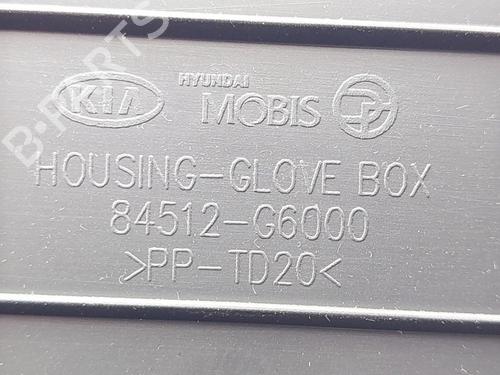 KIA
HYUNDAI
MOBIS
HOUSING-GLOVE BOX
84512-G6000
>PP-TD20<
B-PARTS